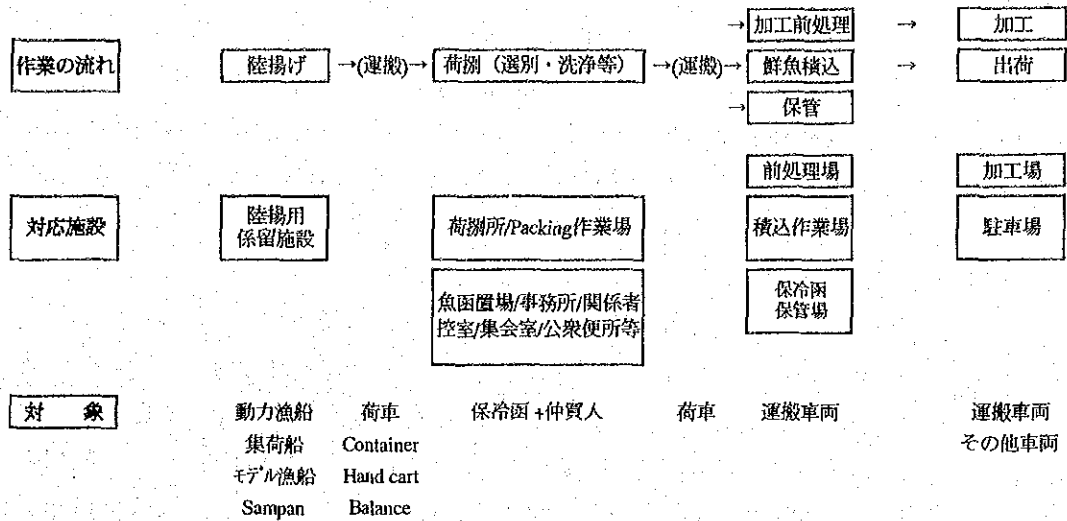 → 加工前処理 → 加工
作業の流れ 陸揚げ →(運搬)→ 荷捌（選別・洗浄等） →(運搬)→ 鮮魚積込 → 出荷
→ 保管
前処理場 加工場
対応施設 陸揚用 係留施設 荷捌所/Packing作業場 積込作業場 駐車場
魚函置場/事務所/関係者
控室/集会室/公衆便所等
保冷函
保管場
対 象 動力漁船 荷車 保冷函+仲買人 荷車 運搬車両 運搬車両
集荷船 Container その他車両
モデル漁船 Hand cart
Sampan Balance